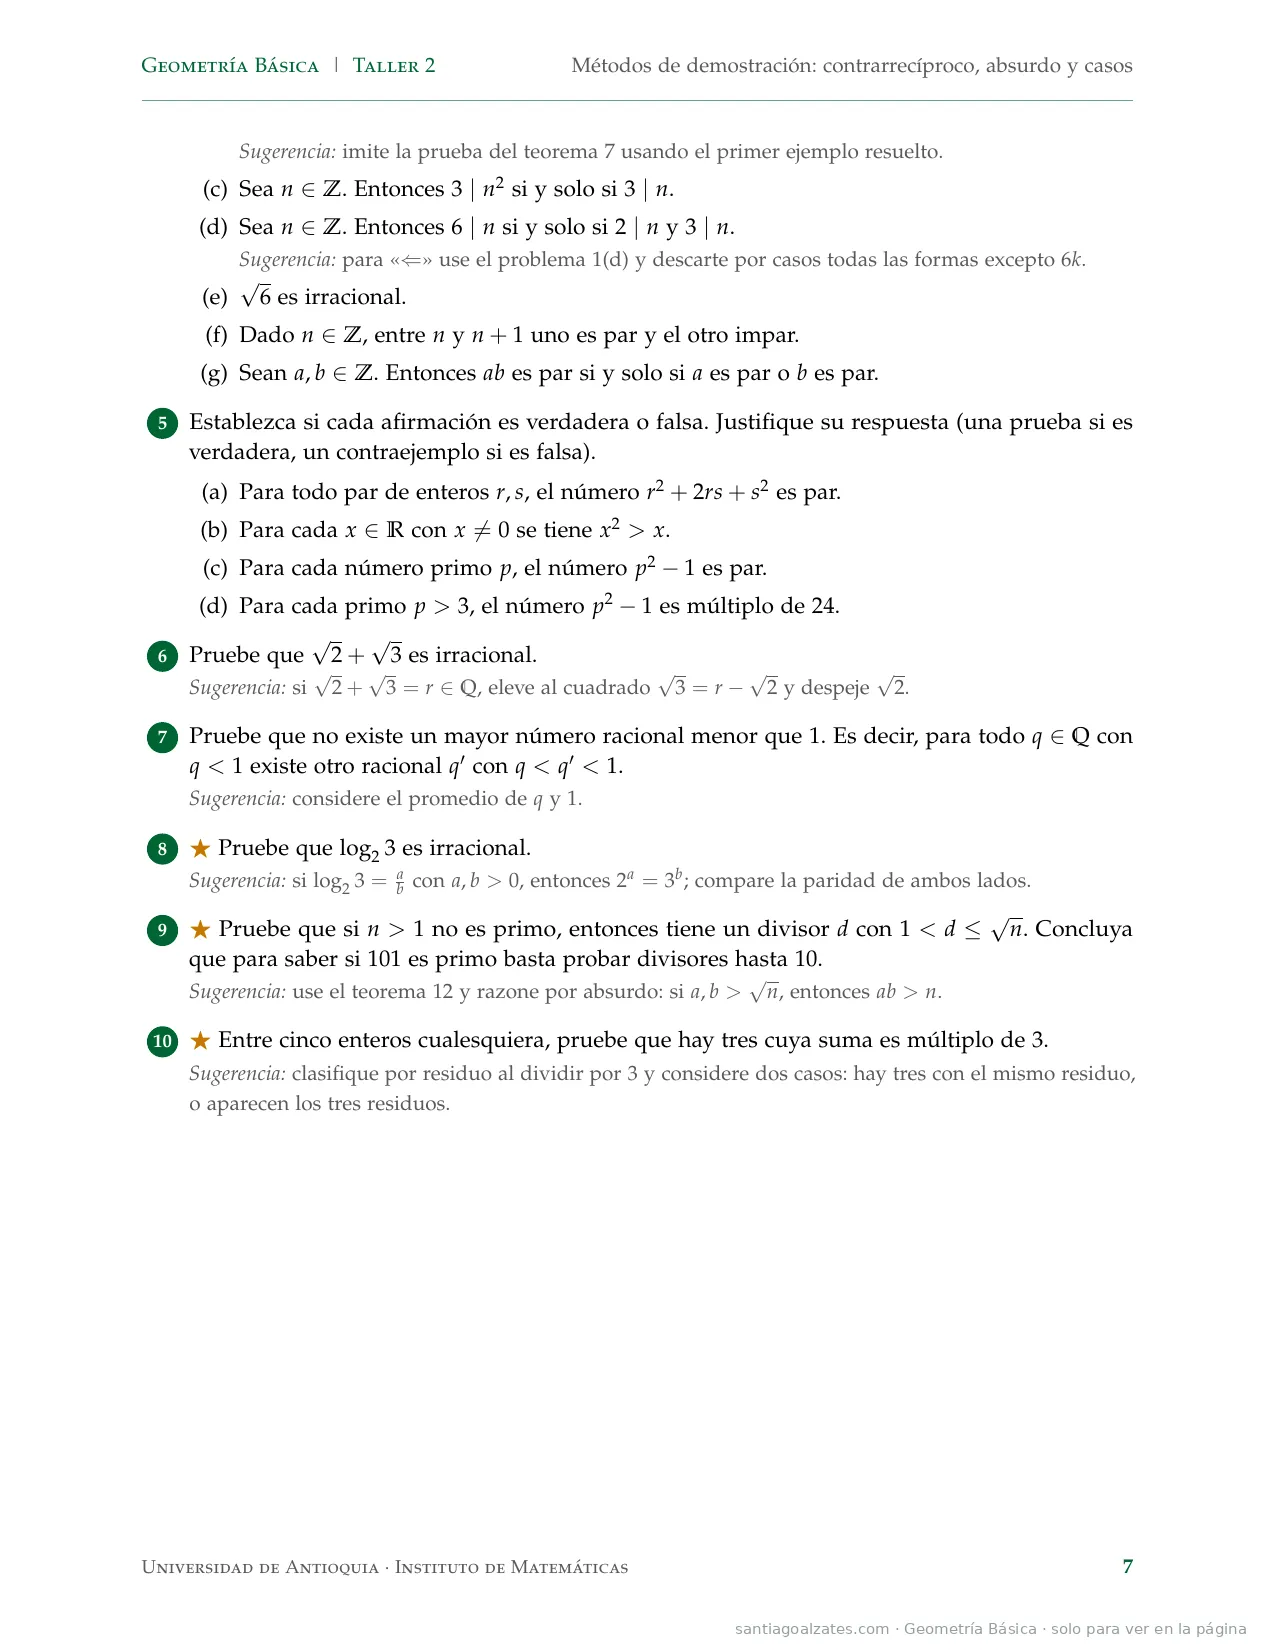 Geometría Básica | Taller 2 Métodos de demostración: contrarrecíproco, absurdo y casos
Sugerencia: imite la prueba del teorema 7 usando el primer ejemplo resuelto.
(c) Sea n ∈ ℤ. Entonces 3 | n² si y solo si 3 | n.
(d) Sea n ∈ ℤ. Entonces 6 | n si y solo si 2 | n y 3 | n.
Sugerencia: para «⇐» use el problema 1(d) y descarte por casos todas las formas excepto 6k.
(e) √6 es irracional.
(f) Dado n ∈ ℤ, entre n y n + 1 uno es par y el otro impar.
(g) Sean a, b ∈ ℤ. Entonces ab es par si y solo si a es par o b es par.
5 Establezca si cada afirmación es verdadera o falsa. Justifique su respuesta (una prueba si es
verdadera, un contraejemplo si es falsa).
(a) Para todo par de enteros r, s, el número r² + 2rs + s² es par.
(b) Para cada x ∈ ℝ con x ≠ 0 se tiene x² > x.
(c) Para cada número primo p, el número p² − 1 es par.
(d) Para cada primo p > 3, el número p² − 1 es múltiplo de 24.
6 Pruebe que √2 + √3 es irracional.
Sugerencia: si √2 + √3 = r ∈ ℚ, eleve al cuadrado √3 = r − √2 y despeje √2.
7 Pruebe que no existe un mayor número racional menor que 1. Es decir, para todo q ∈ ℚ con
q < 1 existe otro racional q′ con q < q′ < 1.
Sugerencia: considere el promedio de q y 1.
8 ★ Pruebe que log₂ 3 es irracional.
Sugerencia: si log₂ 3 = a/b con a, b > 0, entonces 2ᵃ = 3ᵇ; compare la paridad de ambos lados.
9 ★ Pruebe que si n > 1 no es primo, entonces tiene un divisor d con 1 < d ≤ √n. Concluya
que para saber si 101 es primo basta probar divisores hasta 10.
Sugerencia: use el teorema 12 y razone por absurdo: si a, b > √n, entonces ab > n.
10 ★ Entre cinco enteros cualesquiera, pruebe que hay tres cuya suma es múltiplo de 3.
Sugerencia: clasifique por residuo al dividir por 3 y considere dos casos: hay tres con el mismo residuo,
o aparecen los tres residuos.
Universidad de Antioquia · Instituto de Matemáticas 7
santiagoalzates.com · Geometría Básica · solo para ver en la página